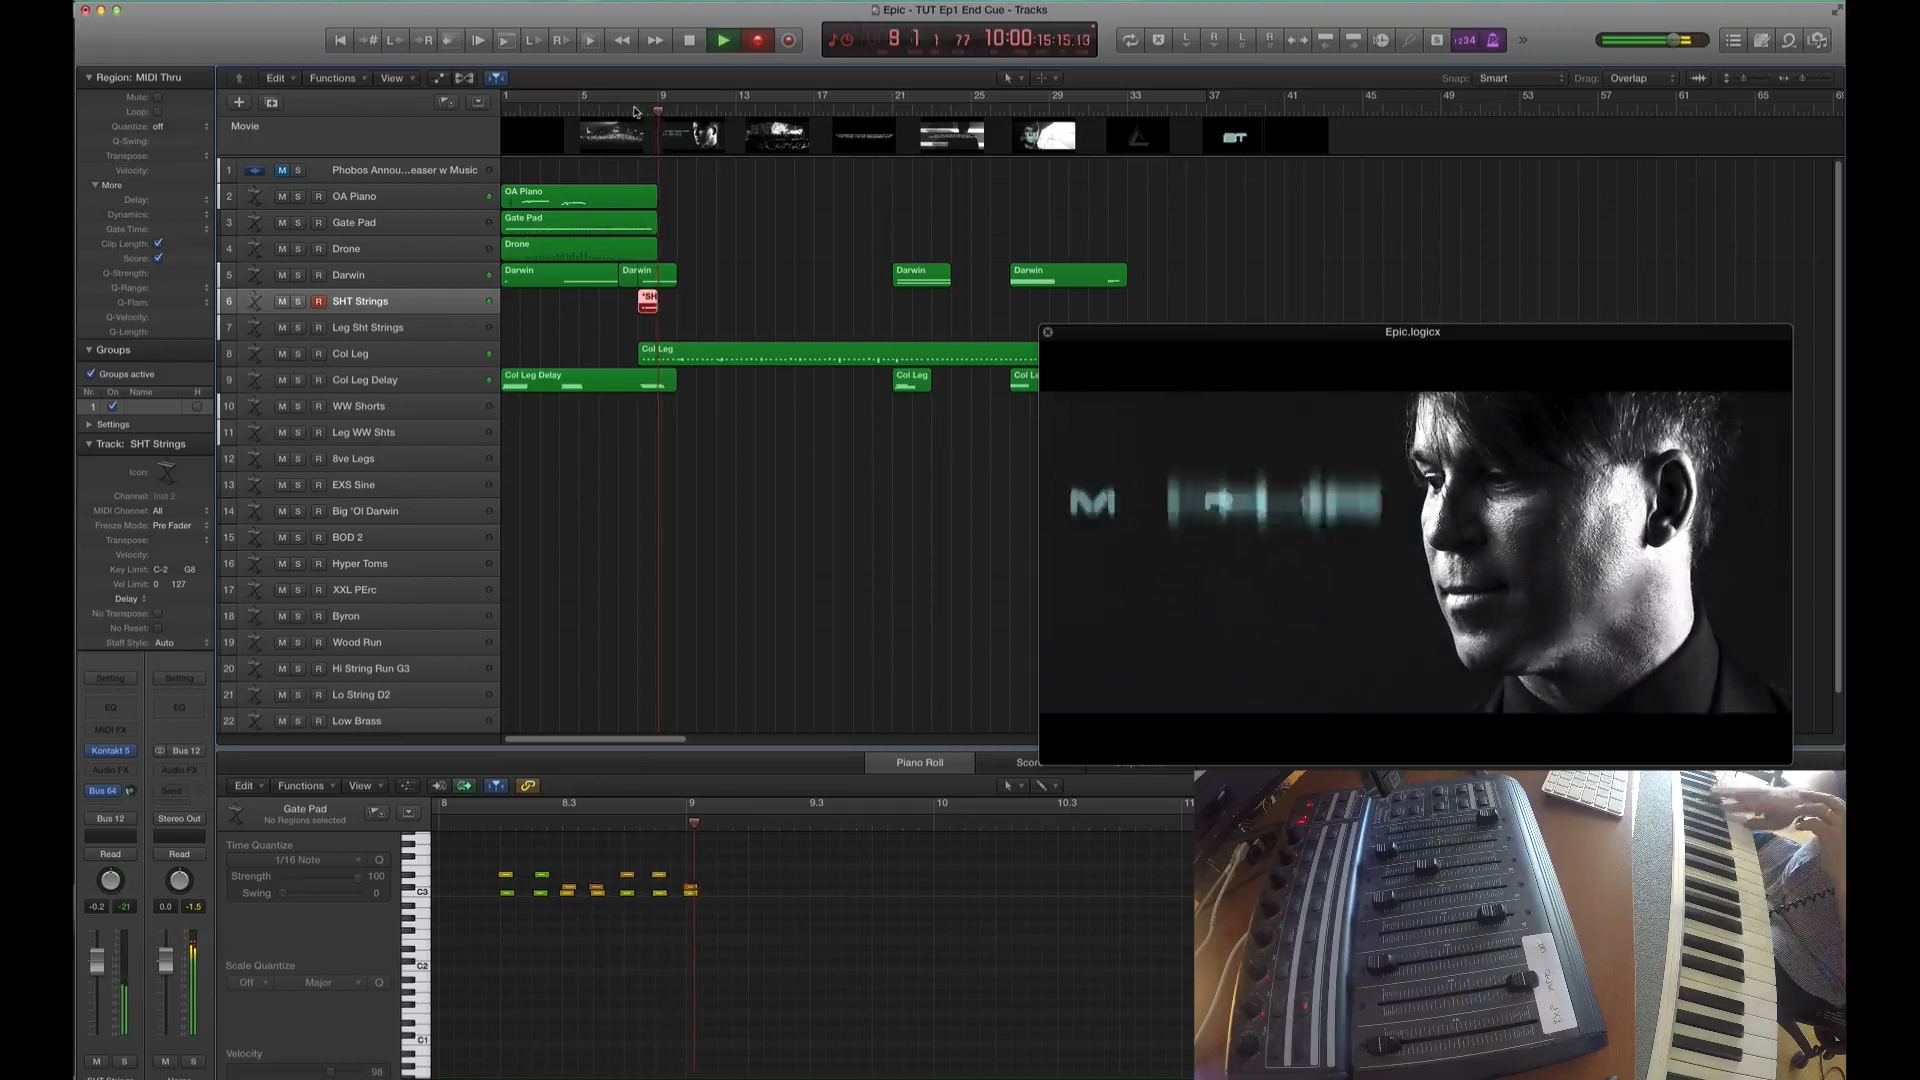 Epic - TUT Ep1 End Cue - Tracks
9 1 1 77 10:00:15:15.13
1234
Region: MIDI Thru
Edit Functions View
Snap: Smart Drag: Overlap
Mute:
Loop:
Quantize: off
Q-Swing:
Transpose:
Velocity:
More
Delay:
Dynamics:
Gate Time:
Clip Length:
Score:
Q-Strength:
Q-Range:
Q-Flam:
Q-Velocity:
Q-Length:
Groups
Groups active
Nr. On Name H
1
Settings
Track: SHT Strings
Icon:
Channel: Inst 2
MIDI Channel: All
Freeze Mode: Pre Fader
Transpose:
Velocity:
Key Limit: C-2 G8
Vel Limit: 0 127
Delay
No Transpose:
No Reset:
Staff Style: Auto
1 5 9 13 17 21 25 29 33 37 41 45 49 53 57 61 65 69
Movie
1 M S Phobos Annou...easer w Music
2 M S R OA Piano
3 M S R Gate Pad
4 M S R Drone
5 M S R Darwin
6 M S R SHT Strings
7 M S R Leg Sht Strings
8 M S R Col Leg
9 M S R Col Leg Delay
10 M S R WW Shorts
11 M S R Leg WW Shts
12 M S R 8ve Legs
13 M S R EXS Sine
14 M S R Big 'Ol Darwin
15 M S R BOD 2
16 M S R Hyper Toms
17 M S R XXL PErc
18 M S R Byron
19 M S R Wood Run
20 M S R Hi String Run G3
21 M S R Lo String D2
22 M S R Low Brass
OA Piano
Gate Pad
Drone
Darwin Darwin Darwin Darwin
*SH
Col Leg
Col Leg Delay Col Leg Col Le
Epic.logicx
M
Setting Setting
EQ EQ
MIDI FX
Kontakt 5 Bus 12
Audio FX Audio FX
Bus 64 Send
Bus 12 Stereo Out
Read Read
-0.2 -21 0.0 -1.5
M S M S
Piano Roll Score
Edit Functions View
Gate Pad
No Regions selected
8 8.3 9 9.3 10 10.3 11
Time Quantize
1/16 Note Q
Strength 100
Swing 0
Scale Quantize
Off Major Q
Velocity
98
C3
C2
C1